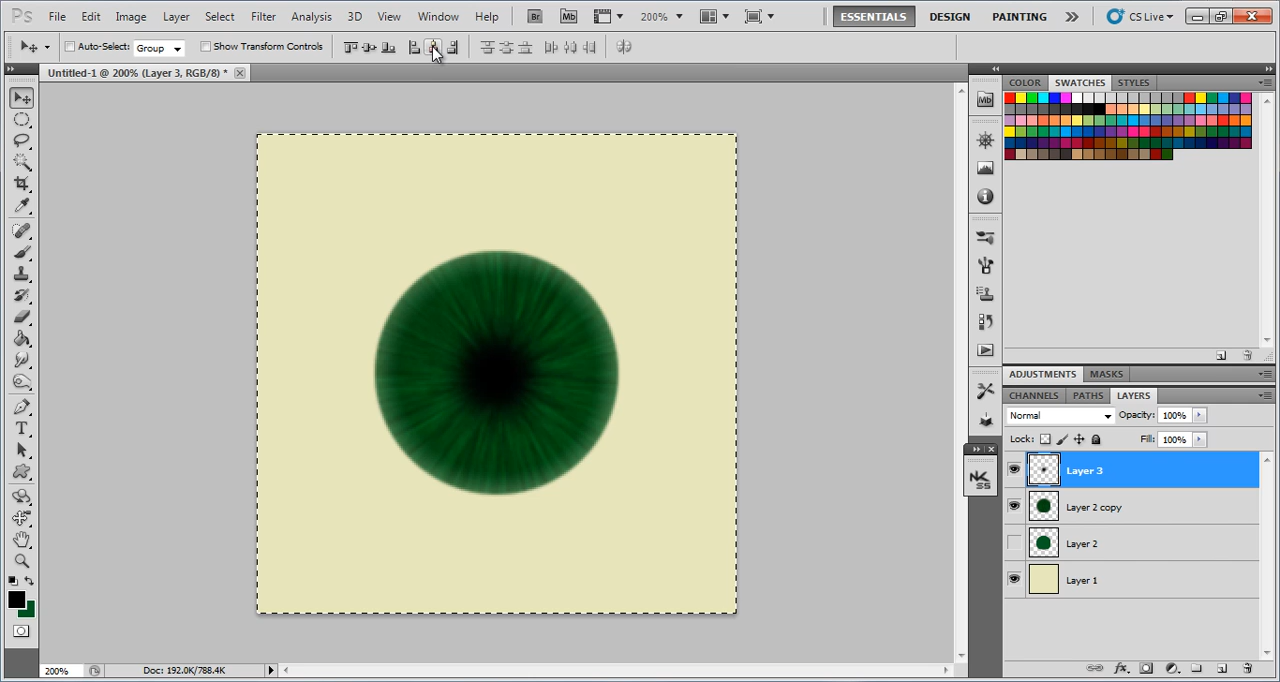 Ps File Edit Image Layer Select Filter Analysis 3D View Window Help Br Mb 200% ESSENTIALS DESIGN PAINTING CS Live
Auto-Select: Group Show Transform Controls
Untitled-1 @ 200% (Layer 3, RGB/8) *
COLOR SWATCHES STYLES
Mb
ADJUSTMENTS MASKS
CHANNELS PATHS LAYERS
Normal Opacity: 100%
Lock: Fill: 100%
Layer 3
NK
55
Layer 2 copy
Layer 2
Layer 1
200% Doc: 192.0K/788.4K